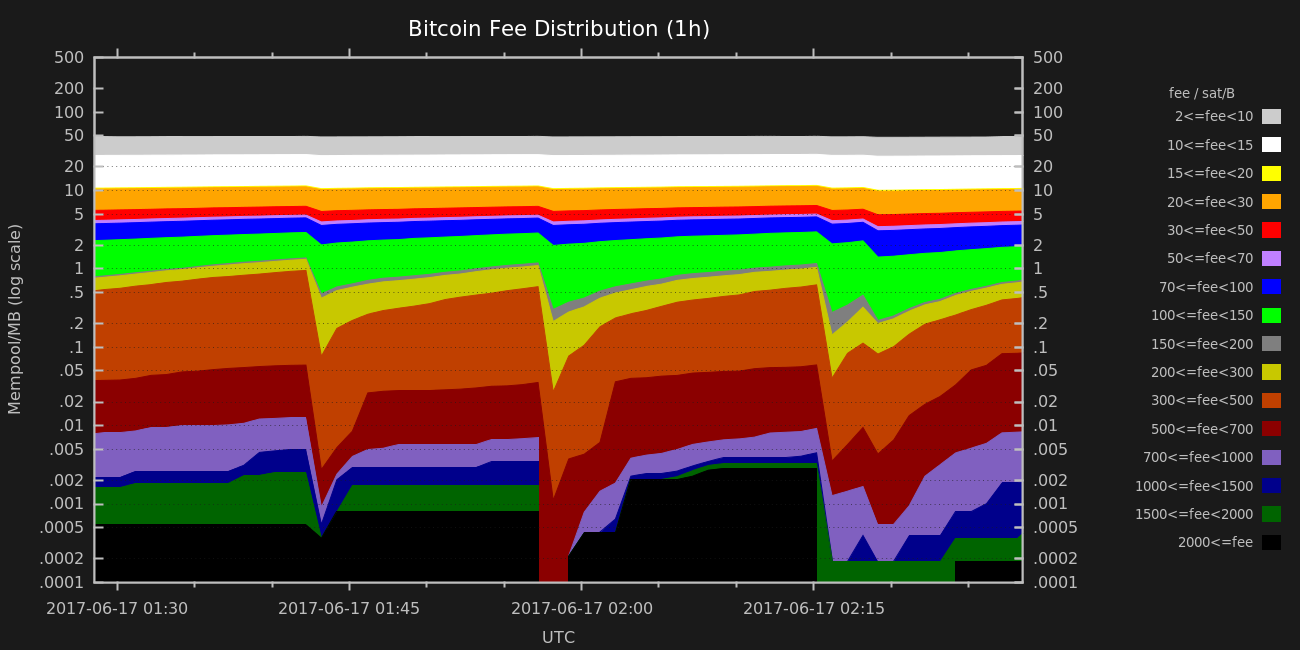 Bitcoin Fee Distribution (1h)
500 500
200 200
100 100
50 50
20 20
10 10
5 5
2 2
1 1
.5 .5
.2 .2
.1 .1
.05 .05
.02 .02
.01 .01
.005 .005
.002 .002
.001 .001
.0005 .0005
.0002 .0002
.0001 .0001
Mempool/MB (log scale)
2017-06-17 01:30 2017-06-17 01:45 2017-06-17 02:00 2017-06-17 02:15
UTC
fee / sat/B
2<=fee<10
10<=fee<15
15<=fee<20
20<=fee<30
30<=fee<50
50<=fee<70
70<=fee<100
100<=fee<150
150<=fee<200
200<=fee<300
300<=fee<500
500<=fee<700
700<=fee<1000
1000<=fee<1500
1500<=fee<2000
2000<=fee